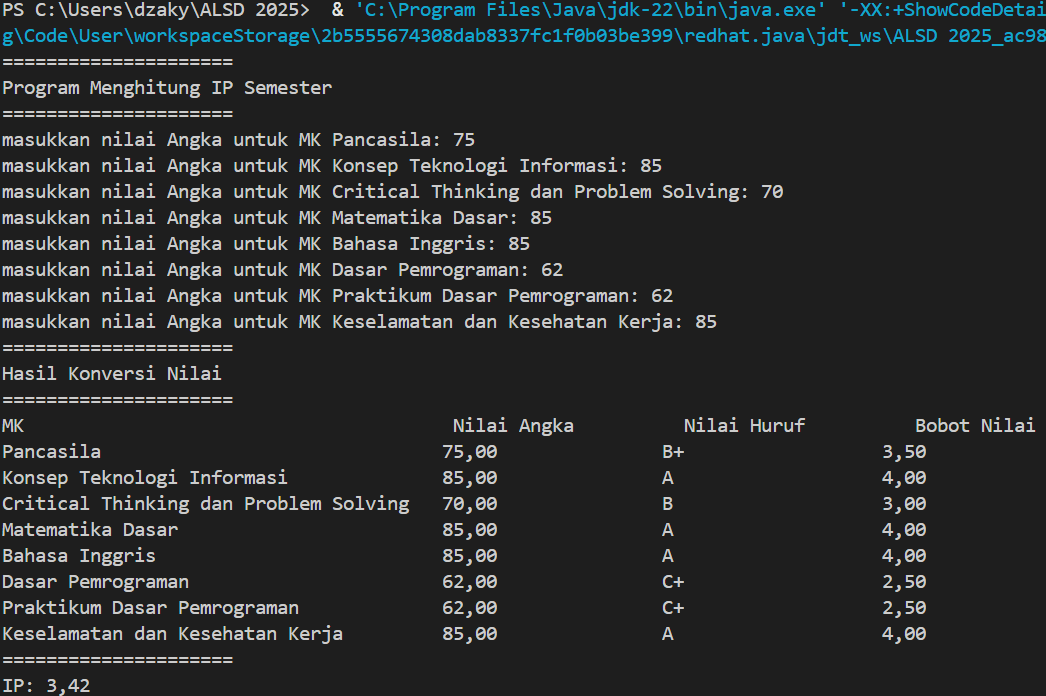 PS C:\Users\dzaky\ALSD 2025>  & 'C:\Program Files\Java\jdk-22\bin\java.exe' '-XX:+ShowCodeDetai
g\Code\User\workspaceStorage\2b5555674308dab8337fc1f0b03be399\redhat.java\jdt_ws\ALSD 2025_ac98
=====================
Program Menghitung IP Semester
=====================
masukkan nilai Angka untuk MK Pancasila: 75
masukkan nilai Angka untuk MK Konsep Teknologi Informasi: 85
masukkan nilai Angka untuk MK Critical Thinking dan Problem Solving: 70
masukkan nilai Angka untuk MK Matematika Dasar: 85
masukkan nilai Angka untuk MK Bahasa Inggris: 85
masukkan nilai Angka untuk MK Dasar Pemrograman: 62
masukkan nilai Angka untuk MK Praktikum Dasar Pemrograman: 62
masukkan nilai Angka untuk MK Keselamatan dan Kesehatan Kerja: 85
=====================
Hasil Konversi Nilai
=====================
MK                                       Nilai Angka          Nilai Huruf          Bobot Nilai
Pancasila                               75,00               B+                  3,50
Konsep Teknologi Informasi              85,00               A                   4,00
Critical Thinking dan Problem Solving   70,00               B                   3,00
Matematika Dasar                        85,00               A                   4,00
Bahasa Inggris                          85,00               A                   4,00
Dasar Pemrograman                       62,00               C+                  2,50
Praktikum Dasar Pemrograman             62,00               C+                  2,50
Keselamatan dan Kesehatan Kerja         85,00               A                   4,00
=====================
IP: 3,42